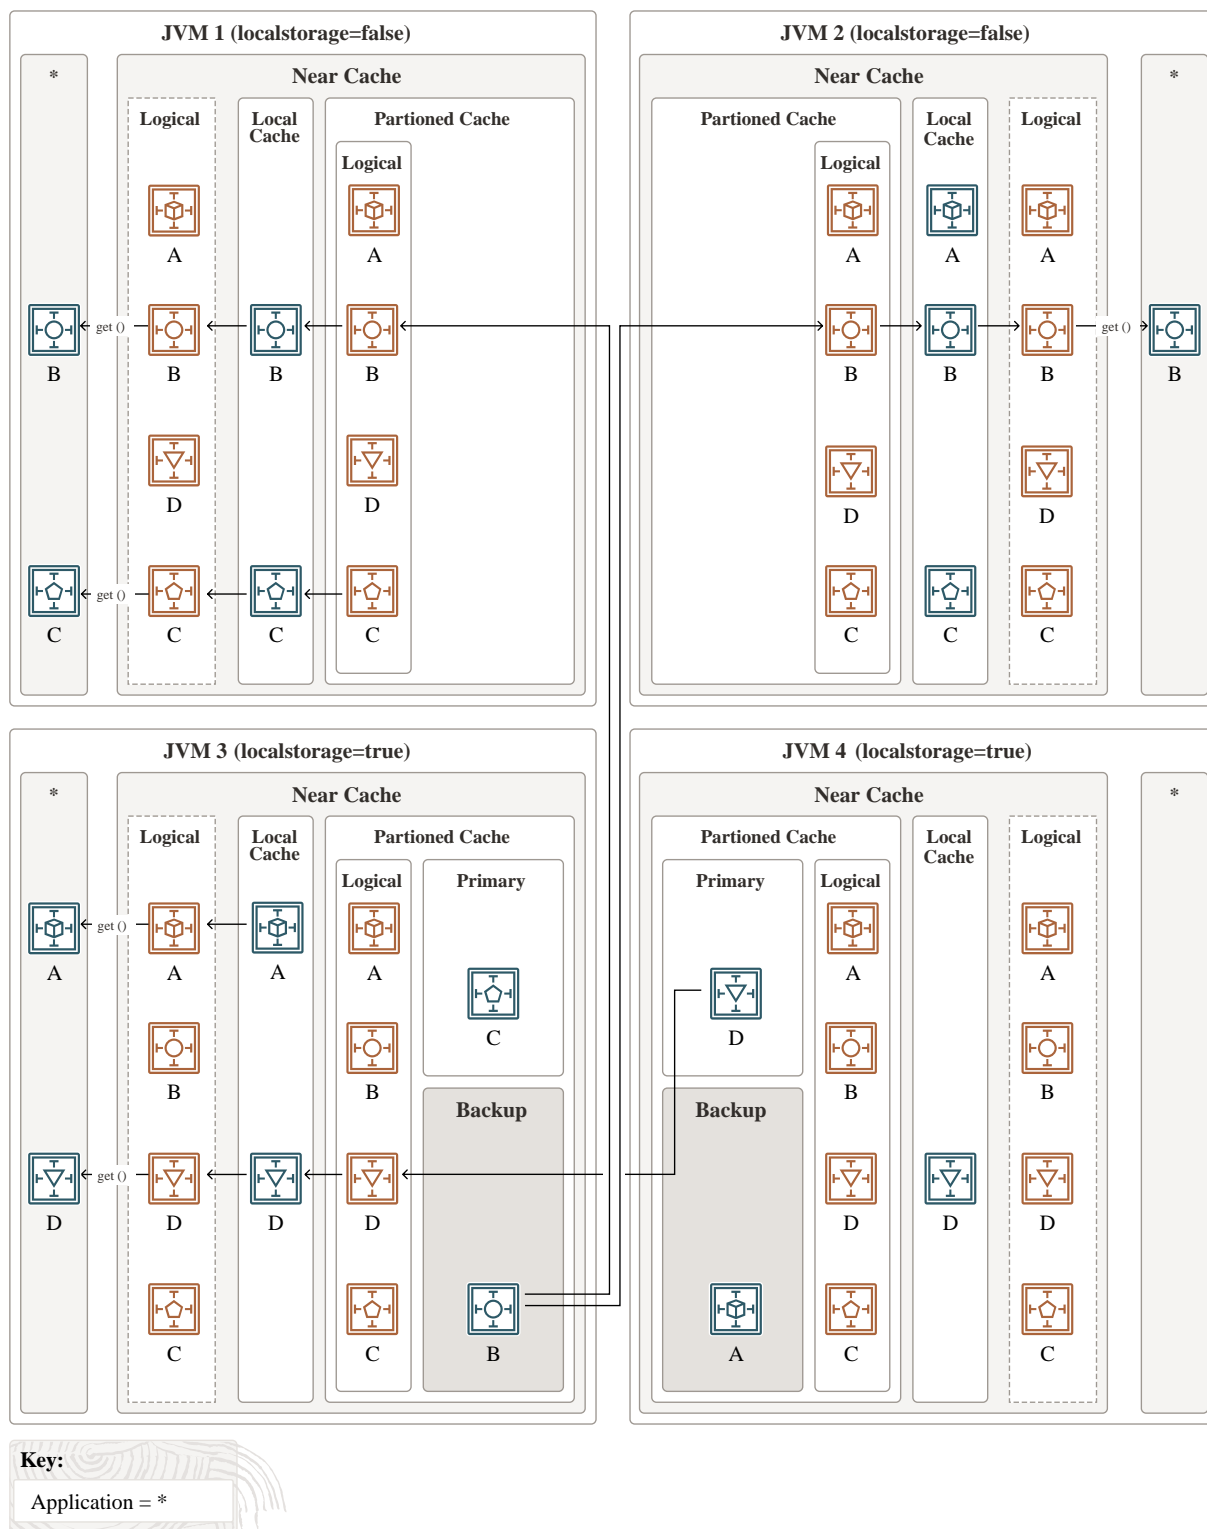 JVM 1 (localstorage=false)
*
Near Cache
Logical
Local
Cache
Partioned Cache
Logical
A
A
get ()
B
B
B
B
D
D
get ()
C
C
C
C
JVM 2 (localstorage=false)
Near Cache
*
Partioned Cache
Local
Cache
Logical
Logical
A
A
A
get ()
B
B
B
B
D
D
C
C
C
JVM 3 (localstorage=true)
*
Near Cache
Logical
Local
Cache
Partioned Cache
Logical
Primary
get ()
A
A
A
A
C
B
B
Backup
get ()
D
D
D
D
C
C
B
JVM 4 (localstorage=true)
Near Cache
*
Partioned Cache
Local
Cache
Logical
Primary
Logical
A
A
D
B
B
Backup
D
D
D
A
C
C
Key:
Application = *